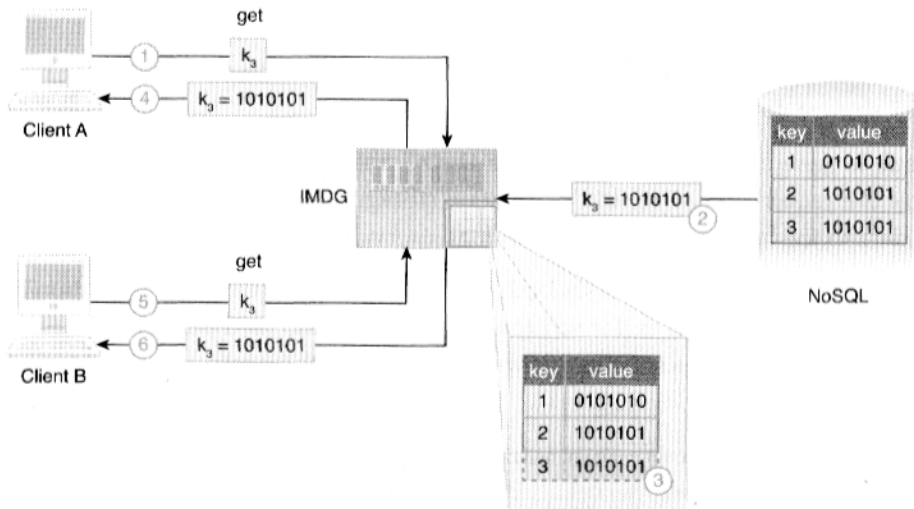 get
1
k₃
4
k₃ = 1010101
Client A
IMDG
k₃ = 1010101
2
key value
1 0101010
2 1010101
3 1010101
NoSQL
get
5
k₃
6
k₃ = 1010101
Client B
key value
1 0101010
2 1010101
3 1010101
3